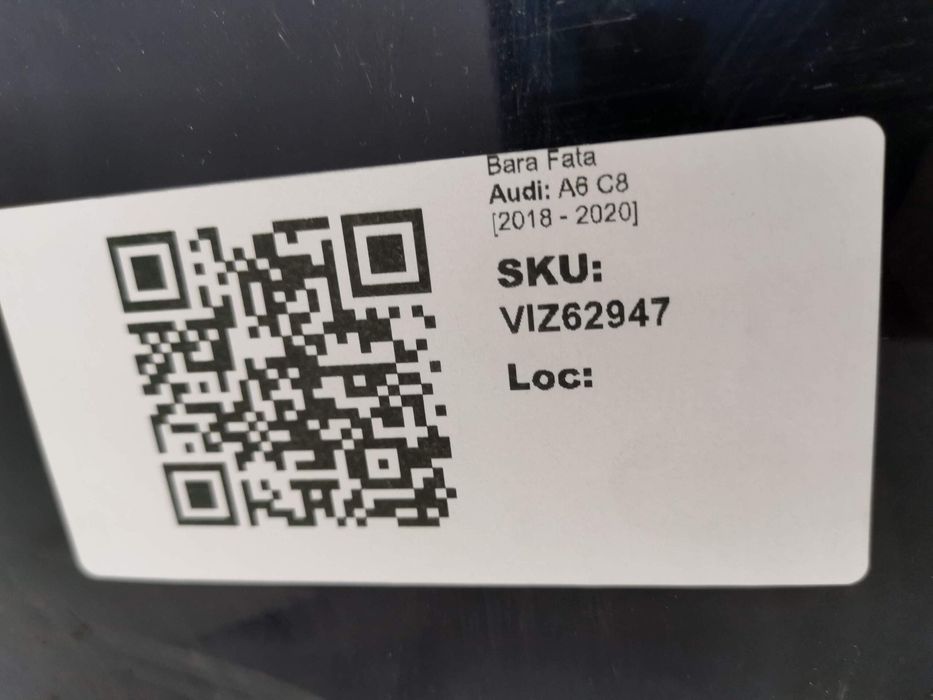 Bara Fata
Audi: A6 C8
[2018 - 2020]
SKU:
VIZ62947
Loc: